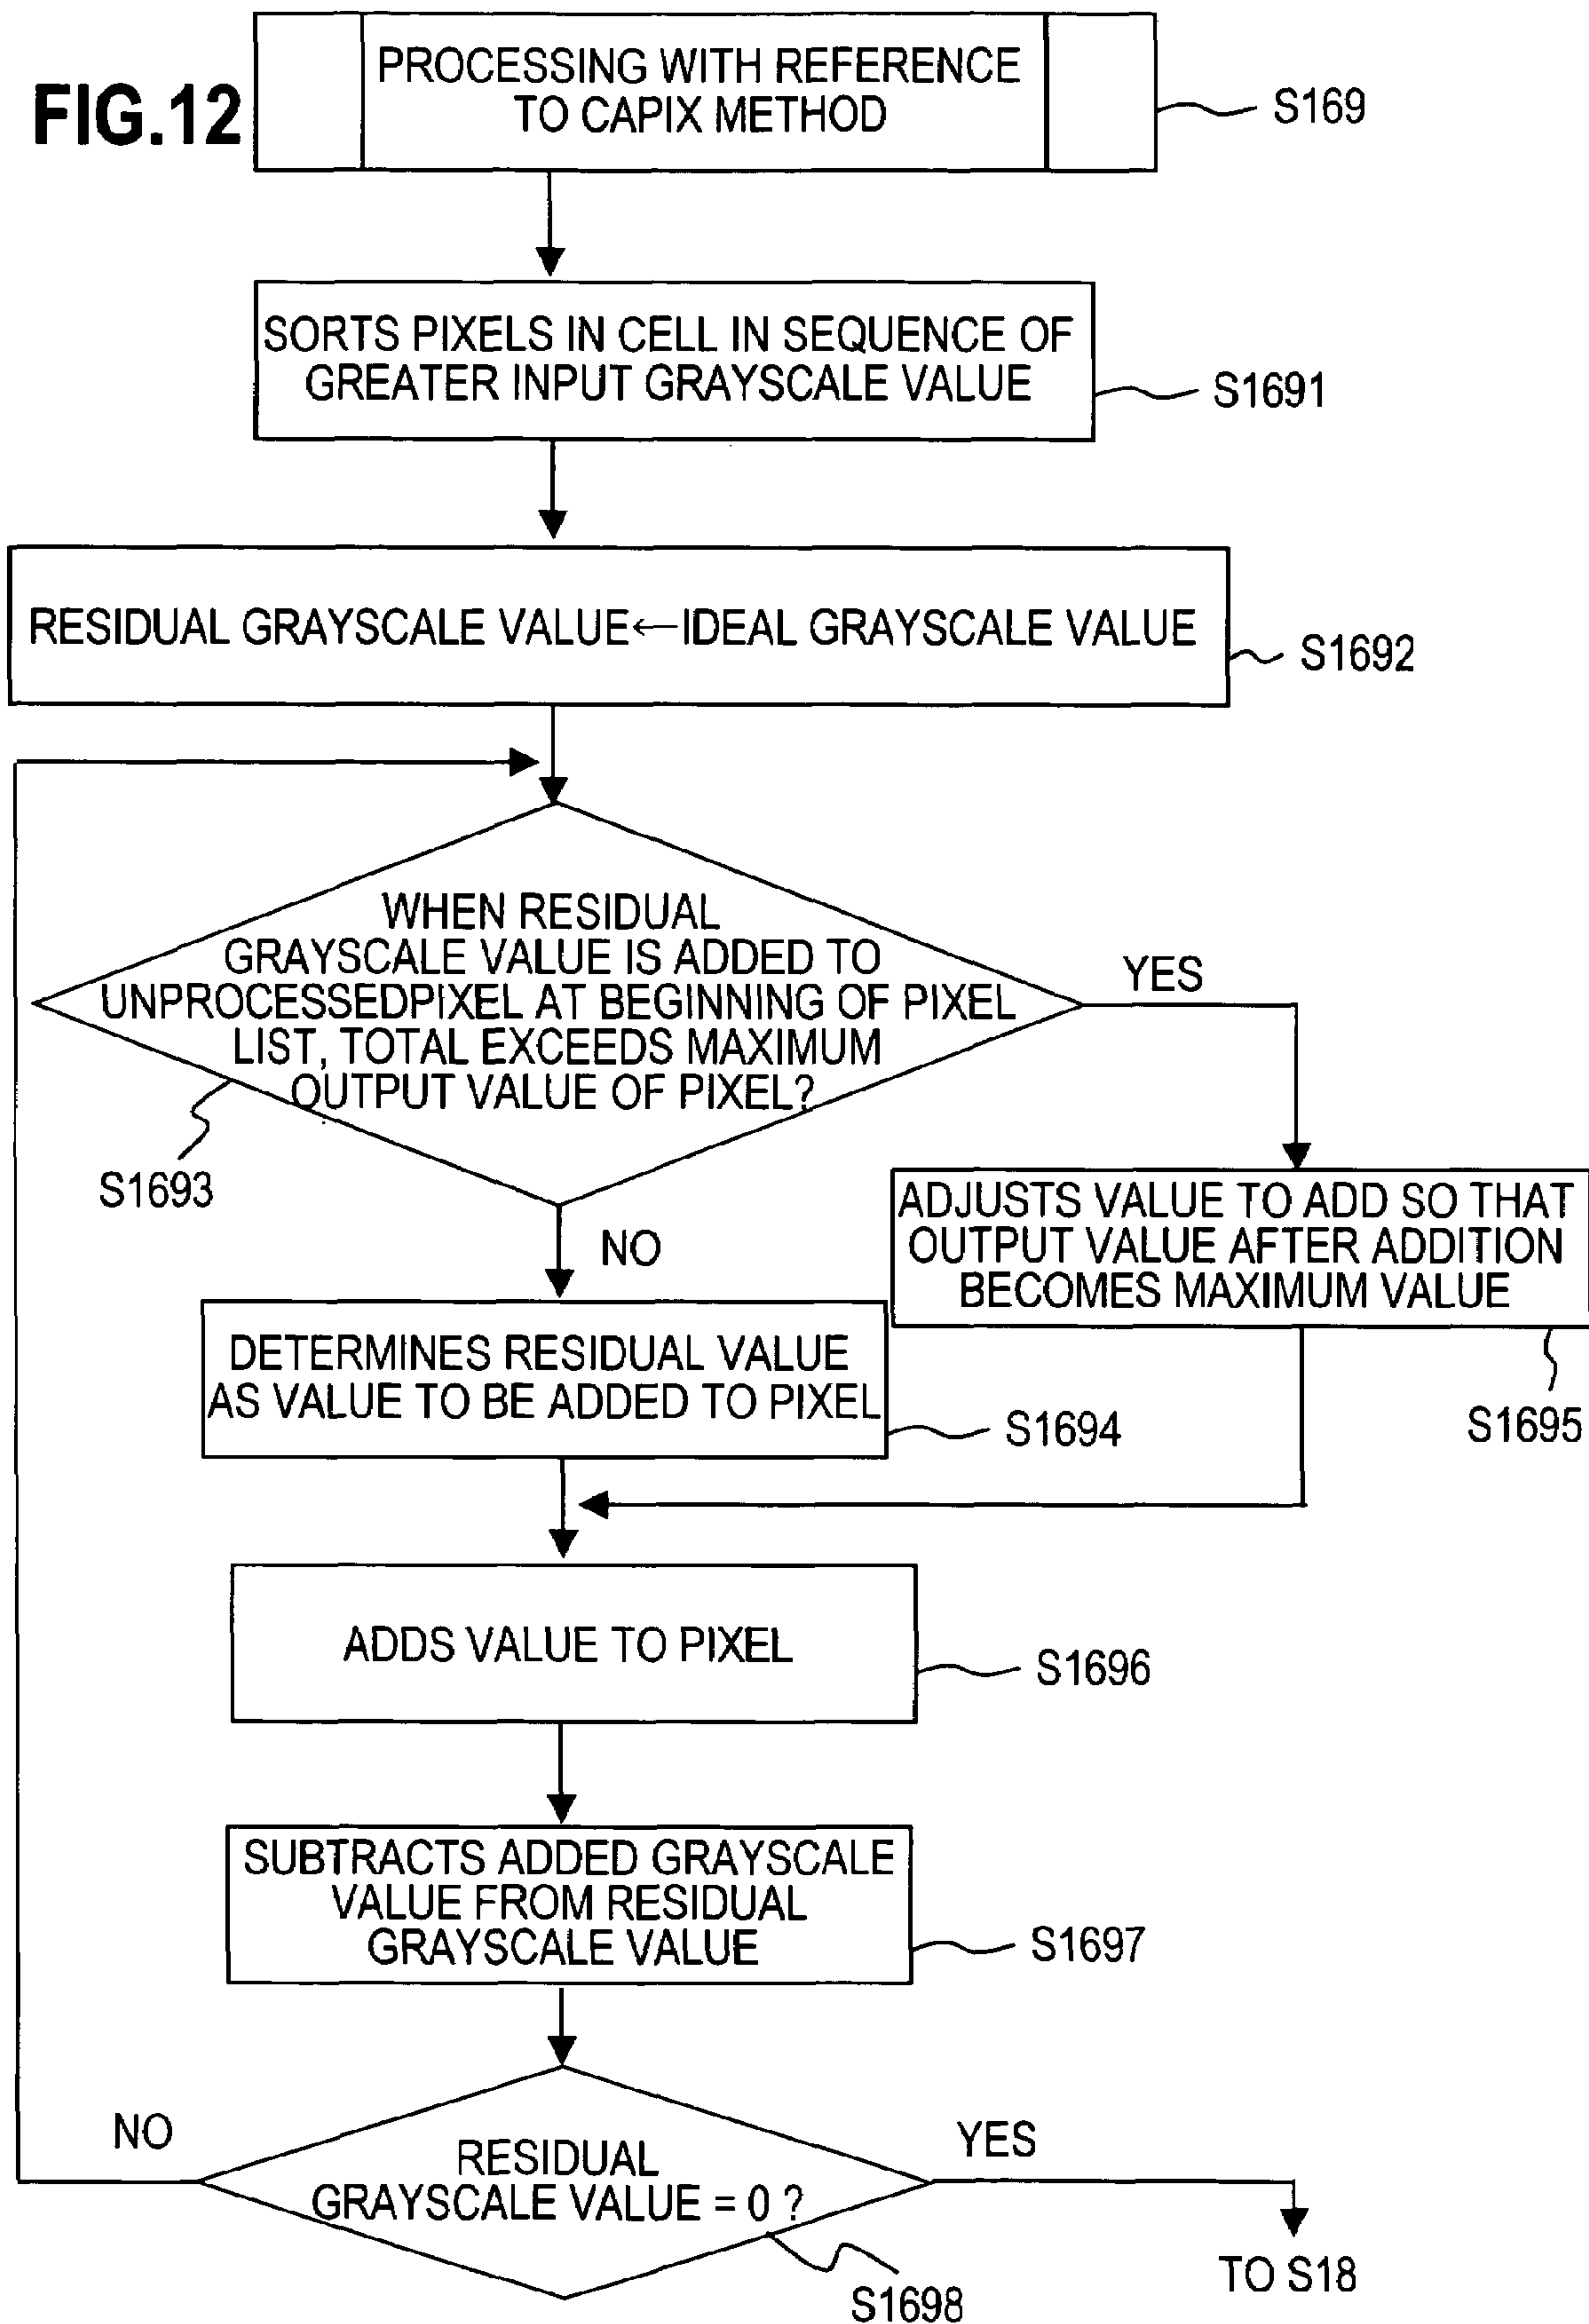 FIG.12
PROCESSING WITH REFERENCE
TO CAPIX METHOD
S169
SORTS PIXELS IN CELL IN SEQUENCE OF
GREATER INPUT GRAYSCALE VALUE
S1691
RESIDUAL GRAYSCALE VALUE←IDEAL GRAYSCALE VALUE
S1692
WHEN RESIDUAL
GRAYSCALE VALUE IS ADDED TO
UNPROCESSEDPIXEL AT BEGINNING OF PIXEL
LIST, TOTAL EXCEEDS MAXIMUM
OUTPUT VALUE OF PIXEL?
YES
S1693
NO
ADJUSTS VALUE TO ADD SO THAT
OUTPUT VALUE AFTER ADDITION
BECOMES MAXIMUM VALUE
S1695
DETERMINES RESIDUAL VALUE
AS VALUE TO BE ADDED TO PIXEL
S1694
ADDS VALUE TO PIXEL
S1696
SUBTRACTS ADDED GRAYSCALE
VALUE FROM RESIDUAL
GRAYSCALE VALUE
S1697
NO
RESIDUAL
GRAYSCALE VALUE = 0 ?
YES
S1698
TO S18